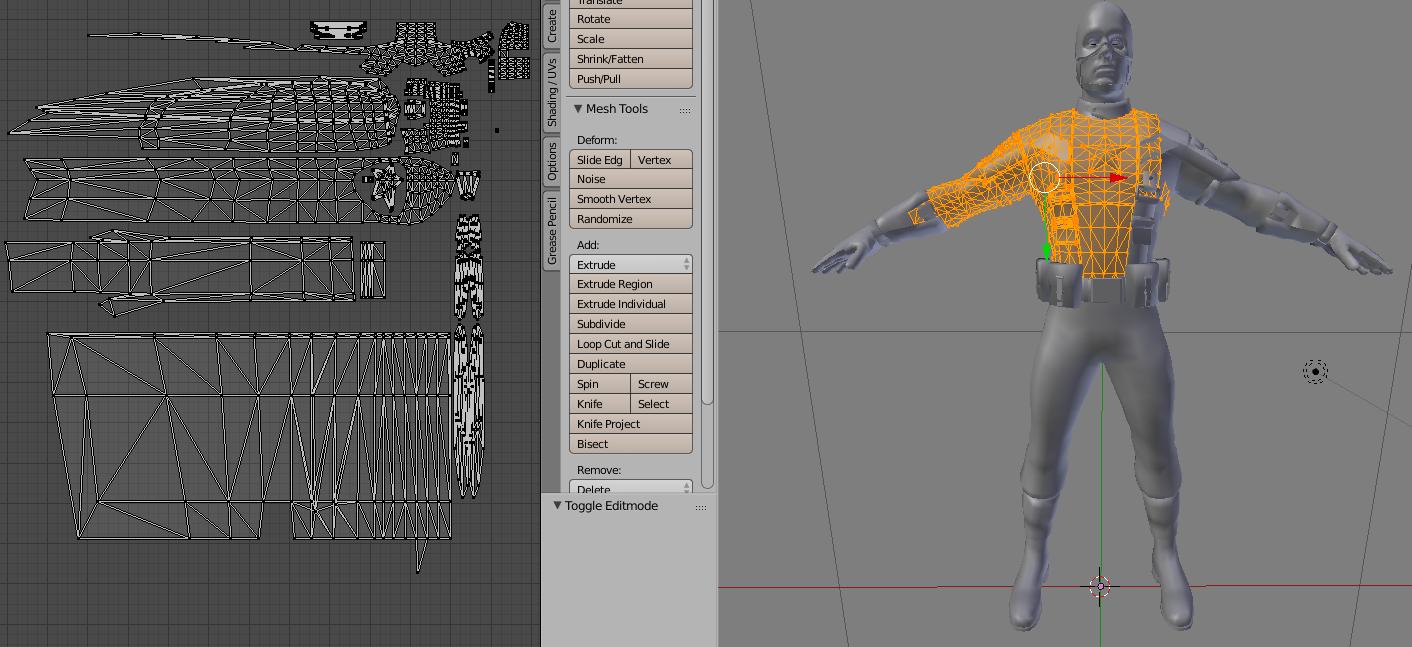 Translate
Rotate
Scale
Shrink/Fatten
Push/Pull
Mesh Tools
Deform:
Slide Edg Vertex
Noise
Smooth Vertex
Randomize
Add:
Extrude
Extrude Region
Extrude Individual
Subdivide
Loop Cut and Slide
Duplicate
Spin Screw
Knife Select
Knife Project
Bisect
Remove:
Delete
Toggle Editmode
Create
Shading / UVs
Options
Grease Pencil